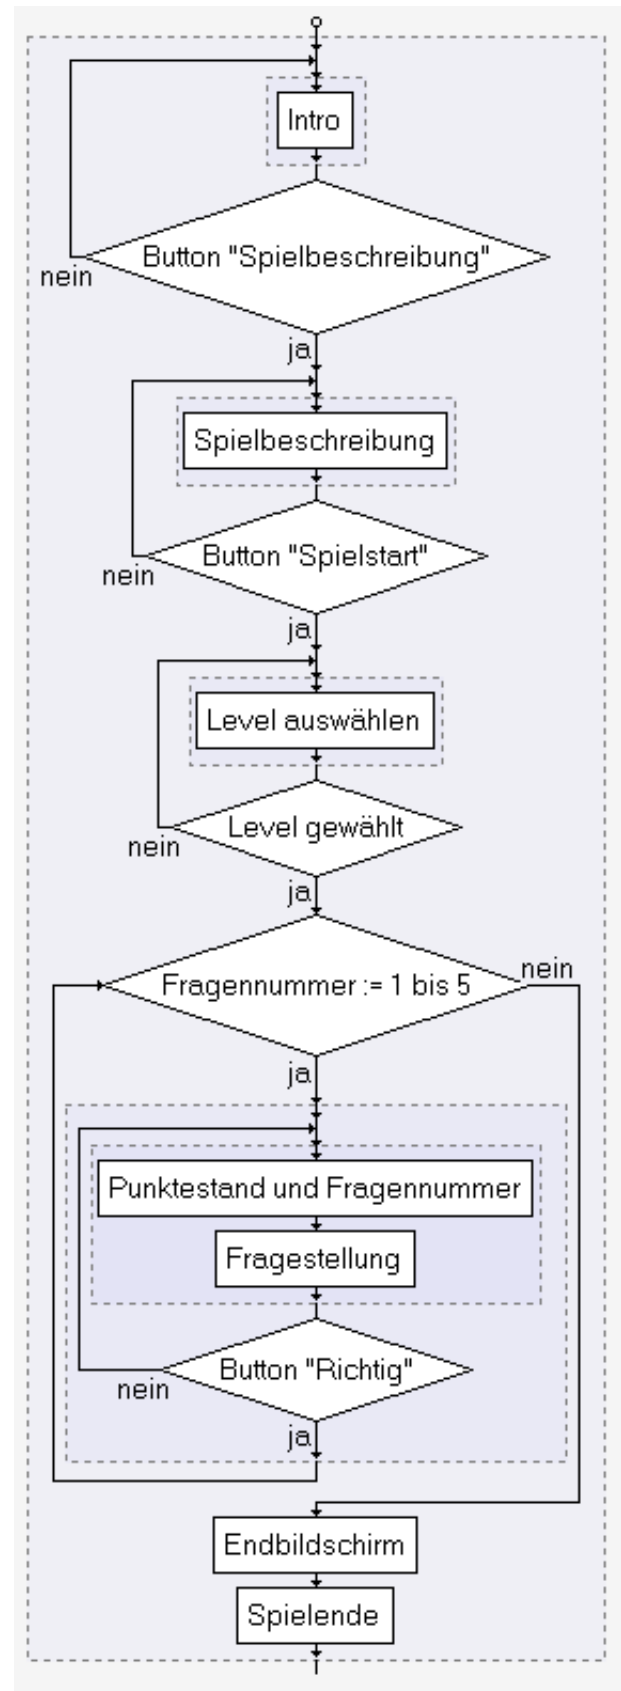 Intro
Button "Spielbeschreibung"
nein
ja
Spielbeschreibung
Button "Spielstart"
nein
ja
Level auswählen
Level gewählt
nein
ja
Fragennummer := 1 bis 5
nein
ja
Punktestand und Fragennummer
Fragestellung
Button "Richtig"
nein
ja
Endbildschirm
Spielende